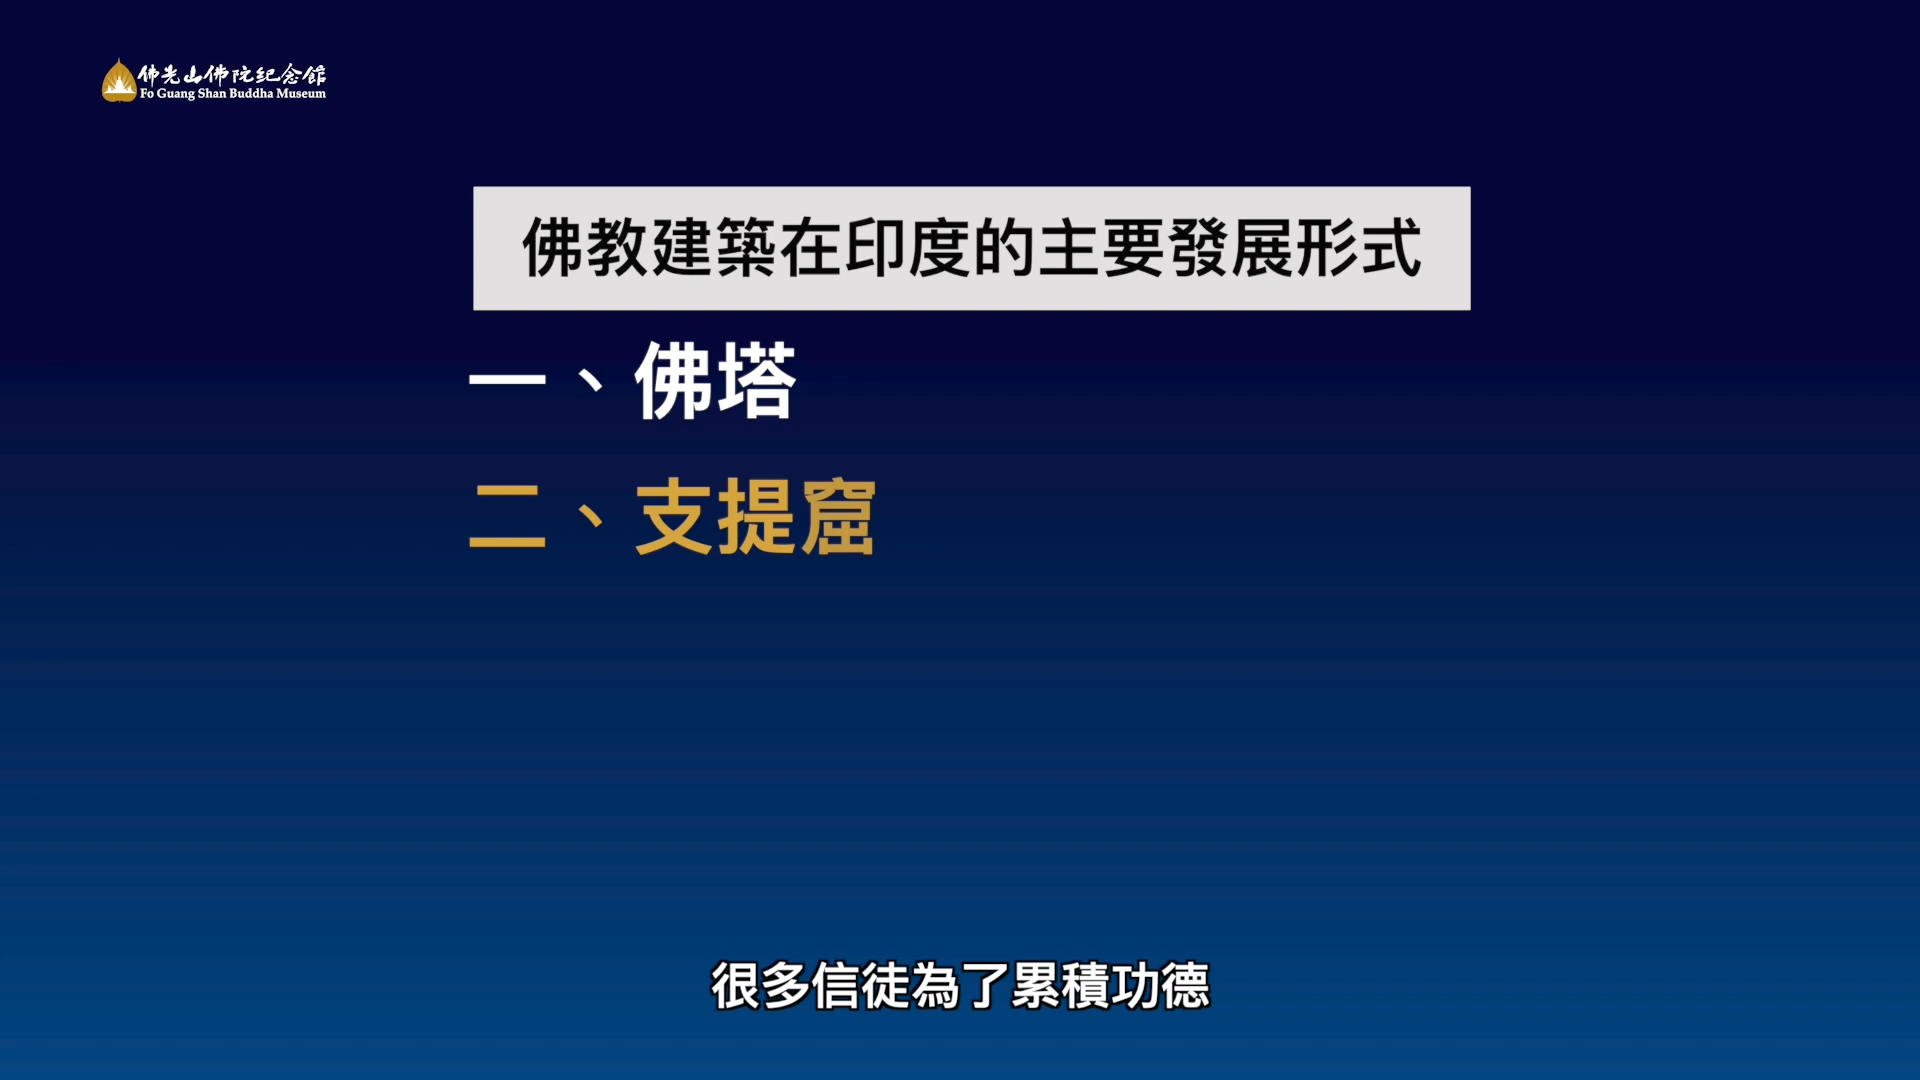 佛光山佛陀紀念館
Fo Guang Shan Buddha Museum
佛教建築在印度的主要發展形式
一、佛塔
二、支提窟
很多信徒為了累積功德